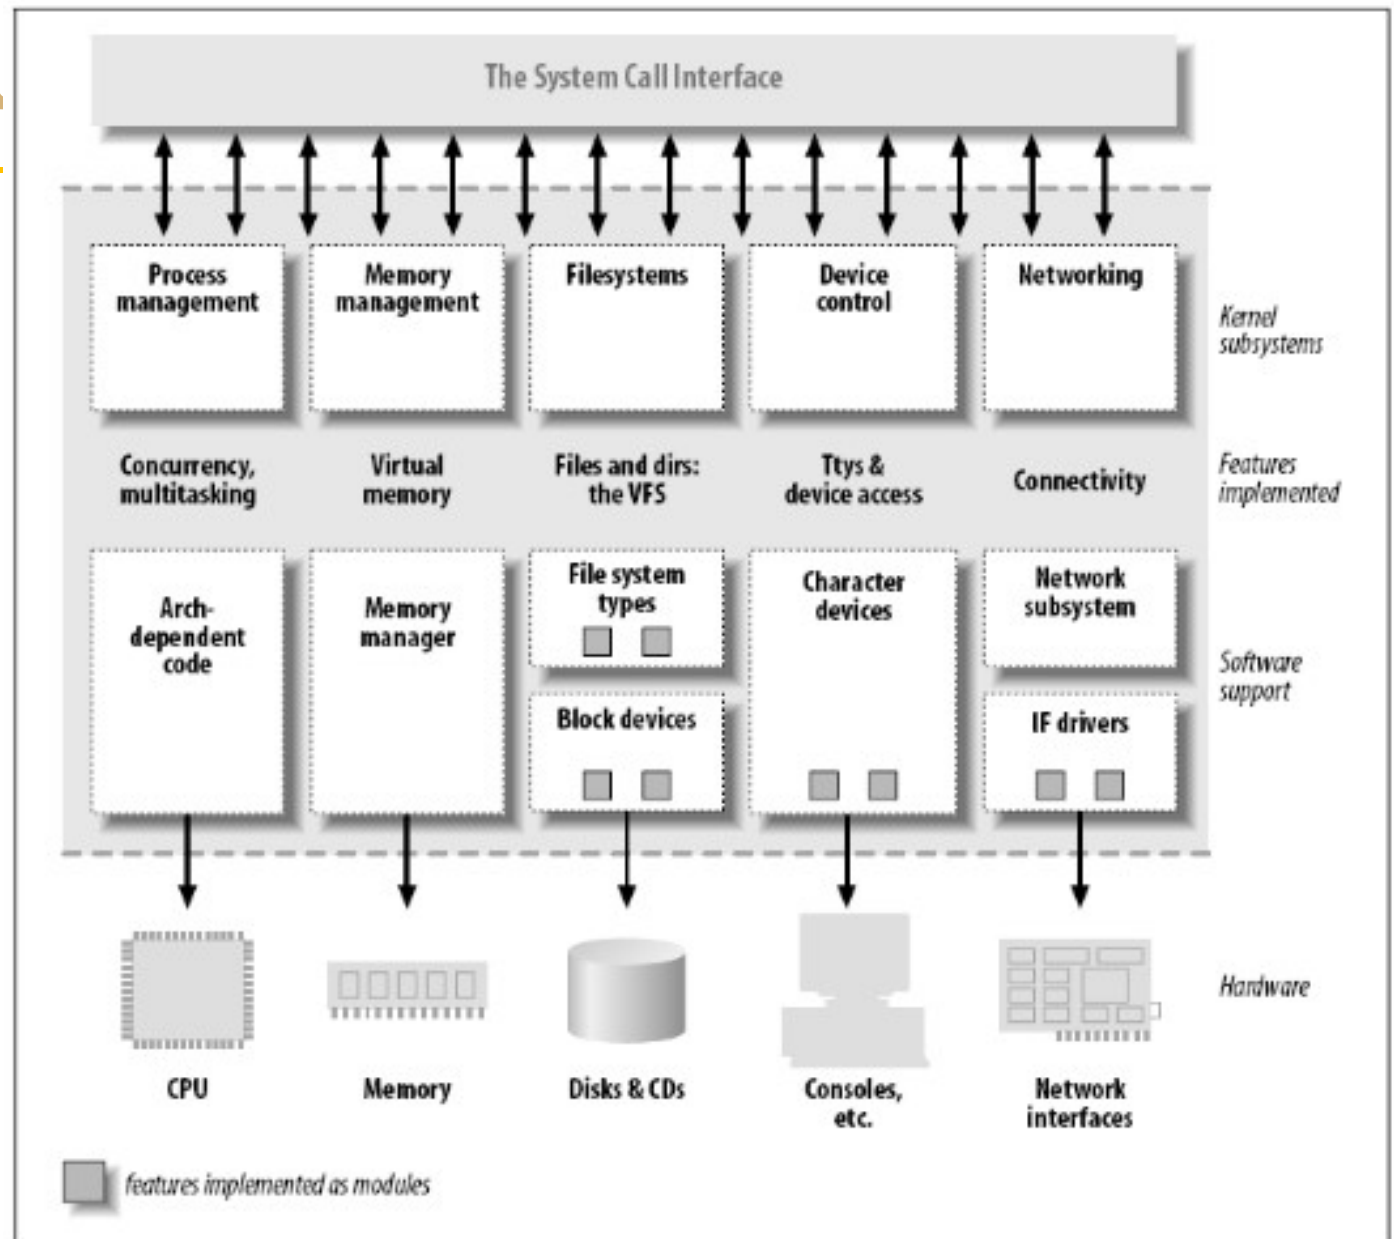 The System Call Interface
Process
management
Memory
management
Filesystems
Device
control
Networking
Kernel
subsystems
Concurrency,
multitasking
Virtual
memory
Files and dirs:
the VFS
Ttys &
device access
Connectivity
Features
implemented
Arch-
dependent
code
Memory
manager
File system
types
Block devices
Character
devices
Network
subsystem
IF drivers
Software
support
CPU
Memory
Disks & CDs
Consoles,
etc.
Network
interfaces
Hardware
features implemented as modules